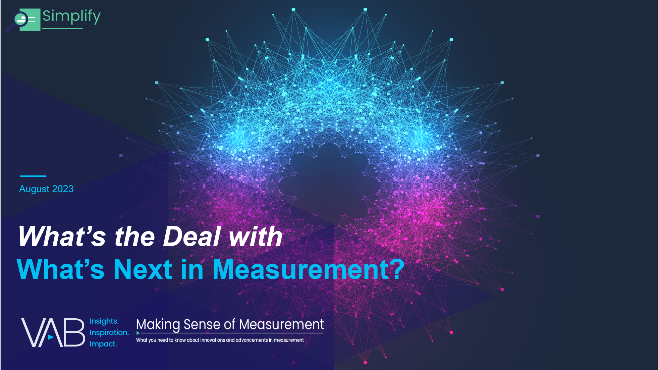 Simplify
August 2023
What's the Deal with
What's Next in Measurement?
VAB
Insights.
Inspiration.
Impact.
Making Sense of Measurement
What you need to know about innovations and advancements in measurement